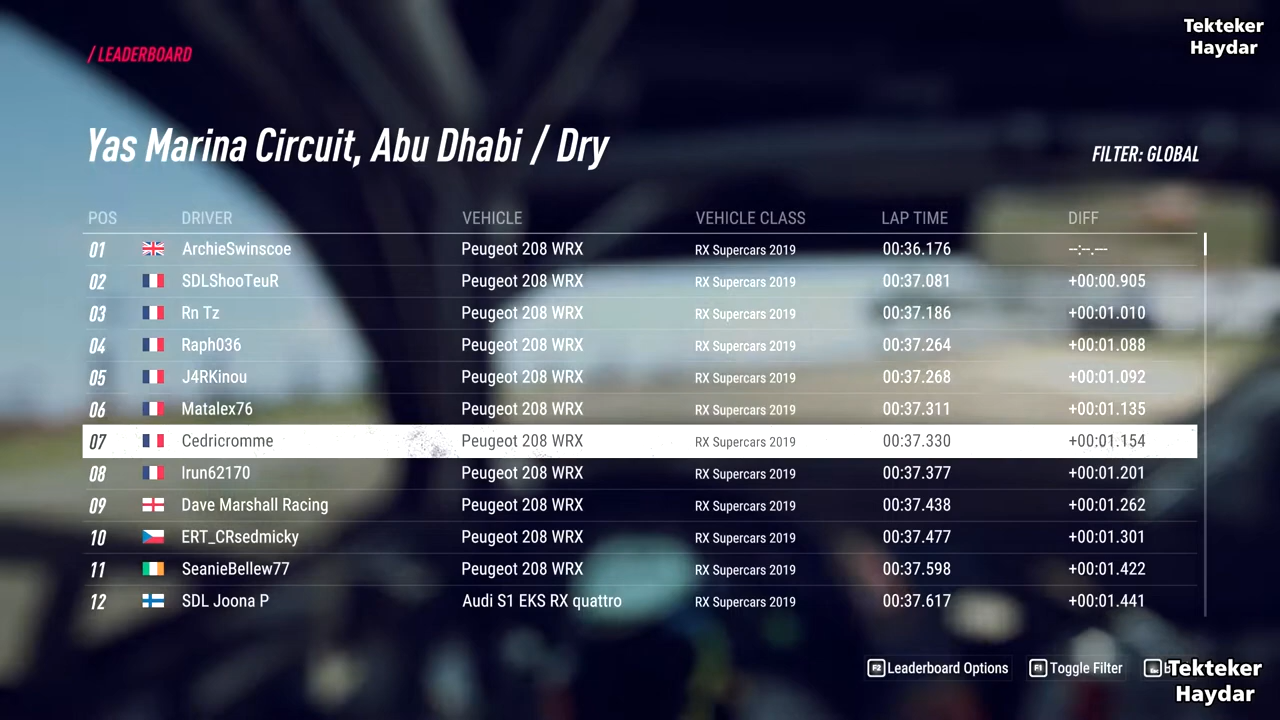 Tekteker
Haydar
/ LEADERBOARD
Yas Marina Circuit, Abu Dhabi / Dry
FILTER: GLOBAL
POS DRIVER VEHICLE VEHICLE CLASS LAP TIME DIFF
01 ArchieSwinscoe Peugeot 208 WRX RX Supercars 2019 00:36.176 --:--.---
02 SDLShooTeuR Peugeot 208 WRX RX Supercars 2019 00:37.081 +00:00.905
03 Rn Tz Peugeot 208 WRX RX Supercars 2019 00:37.186 +00:01.010
04 Raph036 Peugeot 208 WRX RX Supercars 2019 00:37.264 +00:01.088
05 J4RKinou Peugeot 208 WRX RX Supercars 2019 00:37.268 +00:01.092
06 Matalex76 Peugeot 208 WRX RX Supercars 2019 00:37.311 +00:01.135
07 Cedricromme Peugeot 208 WRX RX Supercars 2019 00:37.330 +00:01.154
08 Irun62170 Peugeot 208 WRX RX Supercars 2019 00:37.377 +00:01.201
09 Dave Marshall Racing Peugeot 208 WRX RX Supercars 2019 00:37.438 +00:01.262
10 ERT_CRsedmicky Peugeot 208 WRX RX Supercars 2019 00:37.477 +00:01.301
11 SeanieBellew77 Peugeot 208 WRX RX Supercars 2019 00:37.598 +00:01.422
12 SDL Joona P Audi S1 EKS RX quattro RX Supercars 2019 00:37.617 +00:01.441
F2 Leaderboard Options F1 Toggle Filter
Tekteker
Haydar